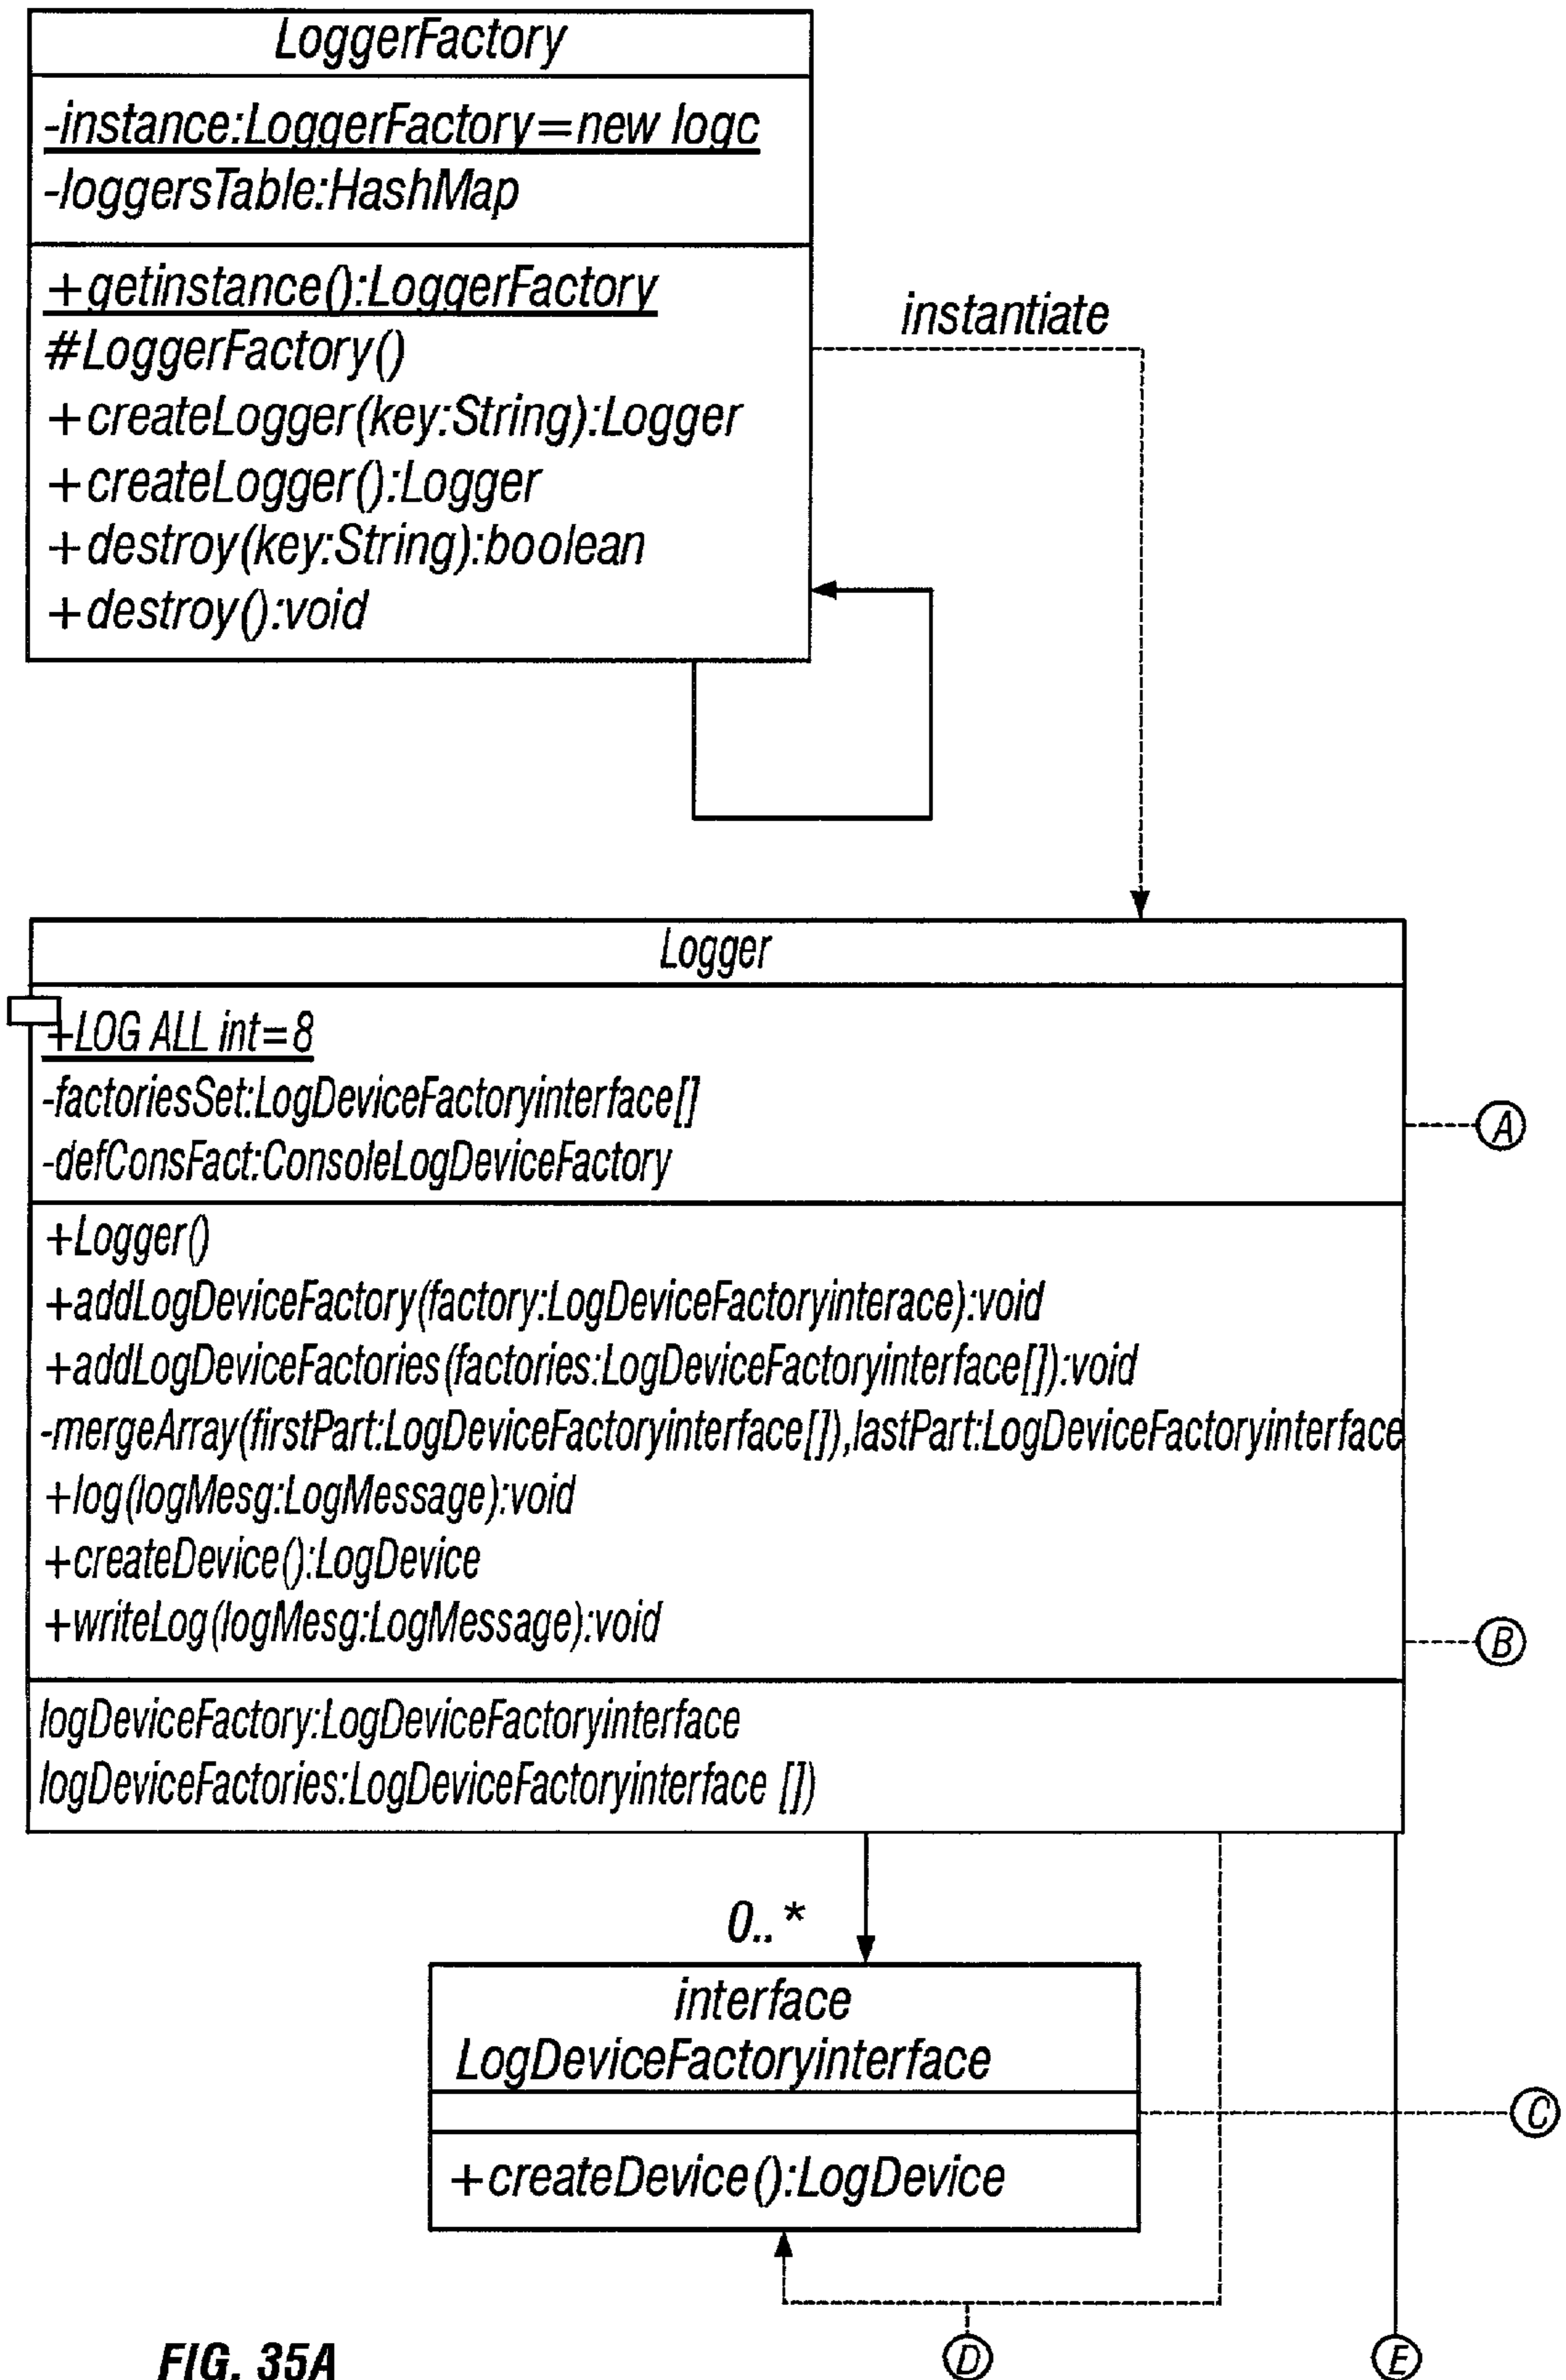 LoggerFactory
-instance:LoggerFactory=new logc
-loggersTable:HashMap
+getinstance():LoggerFactory
#LoggerFactory()
+createLogger(key:String):Logger
+createLogger():Logger
+destroy(key:String):boolean
+destroy():void
instantiate
Logger
+LOG ALL int=8
-factoriesSet:LogDeviceFactoryinterface[]
-defConsFact:ConsoleLogDeviceFactory
A
+Logger()
+addLogDeviceFactory(factory:LogDeviceFactoryinterace):void
+addLogDeviceFactories(factories:LogDeviceFactoryinterface[]):void
-mergeArray(firstPart:LogDeviceFactoryinterface[]),lastPart:LogDeviceFactoryinterface
+log(logMesg:LogMessage):void
+createDevice():LogDevice
+writeLog(logMesg:LogMessage):void
B
logDeviceFactory:LogDeviceFactoryinterface
logDeviceFactories:LogDeviceFactoryinterface [])
0..*
interface
LogDeviceFactoryinterface
C
+createDevice():LogDevice
D
E
FIG. 35A